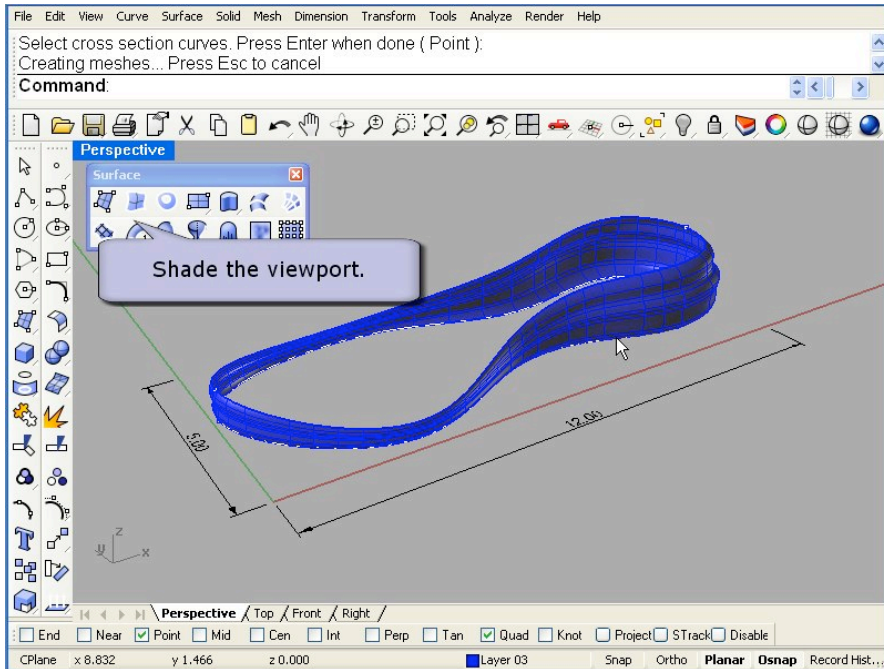 File Edit View Curve Surface Solid Mesh Dimension Transform Tools Analyze Render Help
Select cross section curves. Press Enter when done ( Point ):
Creating meshes... Press Esc to cancel
Command:
Perspective
Surface
Shade the viewport.
5.00
12.00
z
y
x
Perspective Top Front Right
End Near Point Mid Cen Int Perp Tan Quad Knot Project STrack Disable
CPlane x 8.832 y 1.466 z 0.000 Layer 03 Snap Ortho Planar Osnap Record Hist...